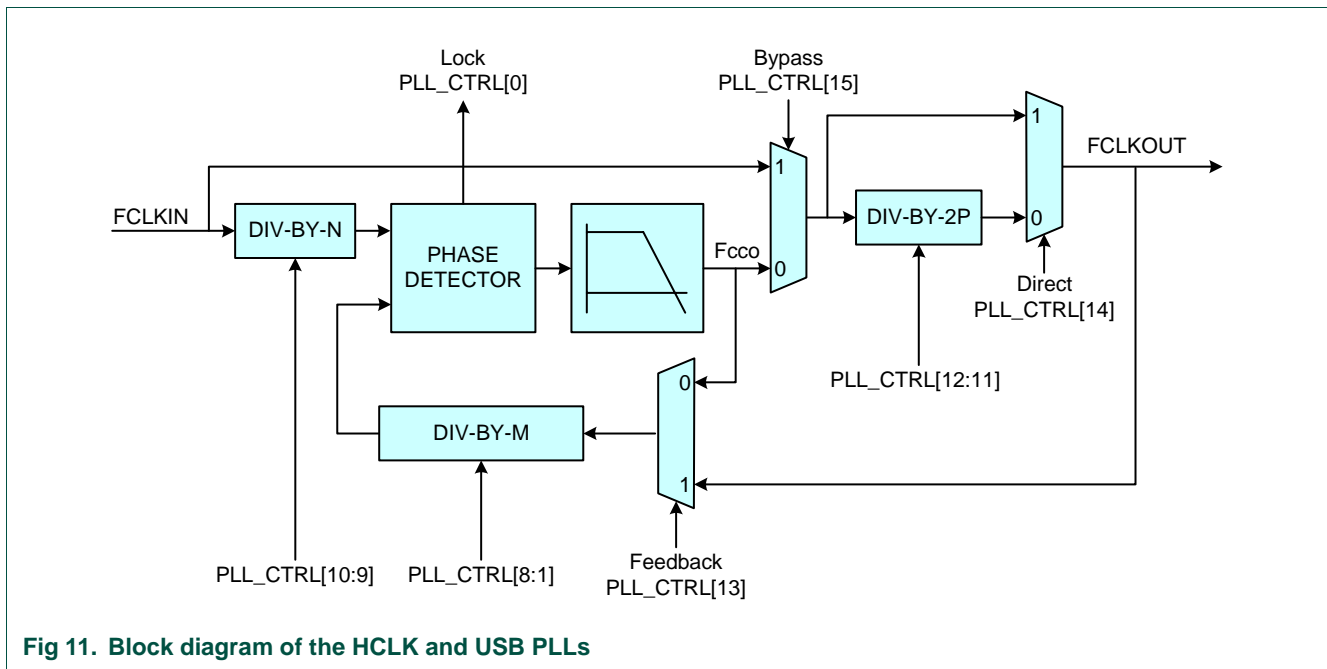 Lock
PLL_CTRL[0]
Bypass
PLL_CTRL[15]
1
FCLKOUT
1
FCLKIN
DIV-BY-N
PHASE
DETECTOR
Fcco
0
DIV-BY-2P
0
Direct
PLL_CTRL[14]
0
PLL_CTRL[12:11]
DIV-BY-M
1
PLL_CTRL[10:9]
PLL_CTRL[8:1]
Feedback
PLL_CTRL[13]
Fig 11. Block diagram of the HCLK and USB PLLs